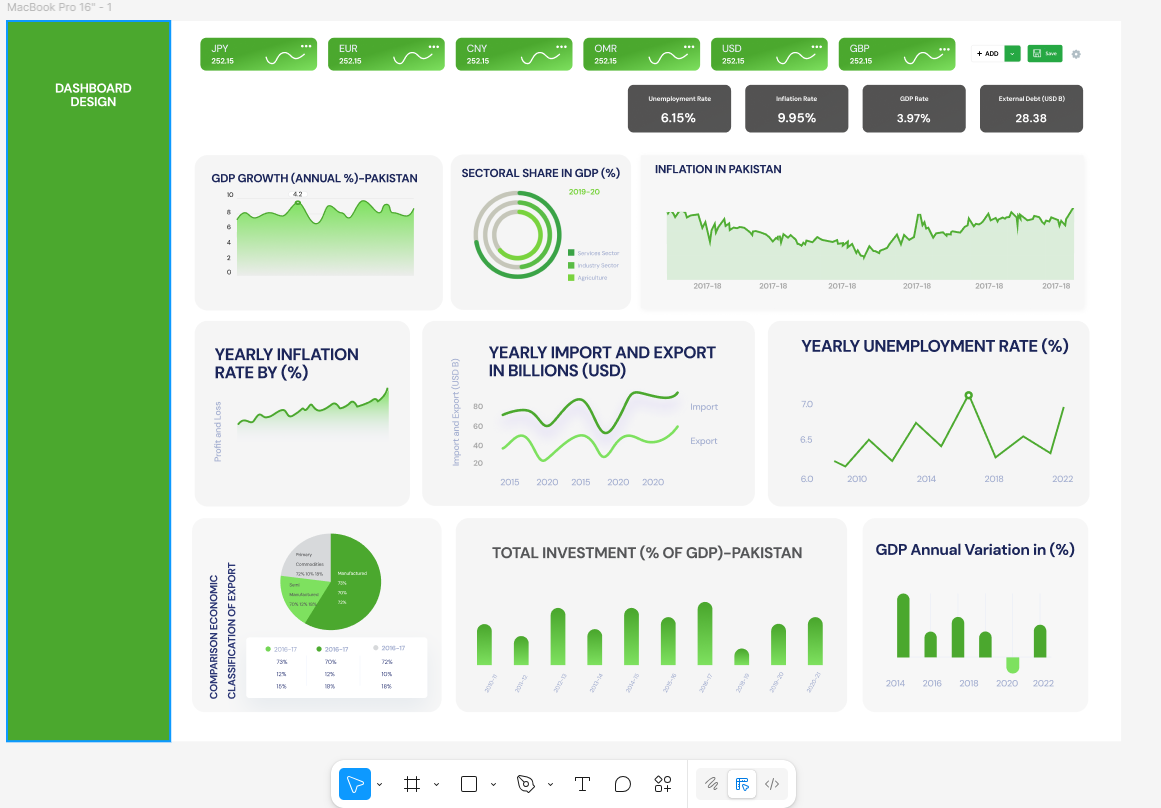 MacBook Pro 16" - 1
DASHBOARD
DESIGN
JPY
252.15
EUR
252.15
CNY
252.15
OMR
252.15
USD
252.15
GBP
252.15
+ ADD
Save
Unemployment Rate
6.15%
Inflation Rate
9.95%
GDP Rate
3.97%
External Debt (USD B)
28.38
GDP GROWTH (ANNUAL %)-PAKISTAN
4.2
10
8
6
4
2
0
SECTORAL SHARE IN GDP (%)
2019-20
Services Sector
Industry Sector
Agriculture
INFLATION IN PAKISTAN
2017-18 2017-18 2017-18 2017-18 2017-18 2017-18
YEARLY INFLATION
RATE BY (%)
Profit and Loss
YEARLY IMPORT AND EXPORT
IN BILLIONS (USD)
Import and Export (USD B)
80
60
40
20
Import
Export
2015 2020 2015 2020 2020
YEARLY UNEMPLOYMENT RATE (%)
7.0
6.5
6.0
2010 2014 2018 2022
COMPARISON ECONOMIC
CLASSIFICATION OF EXPORT
Primary
Commodities
72% 10% 18%
Semi
Manufactured
70% 12% 18%
Manufactured
73%
70%
72%
2016-17 2016-17 2016-17
73% 70% 72%
12% 12% 10%
15% 18% 18%
TOTAL INVESTMENT (% OF GDP)-PAKISTAN
2010-11 2011-12 2012-13 2013-14 2014-15 2015-16 2016-17 2018-19 2019-20 2020-21
GDP Annual Variation in (%)
2014 2016 2018 2020 2022